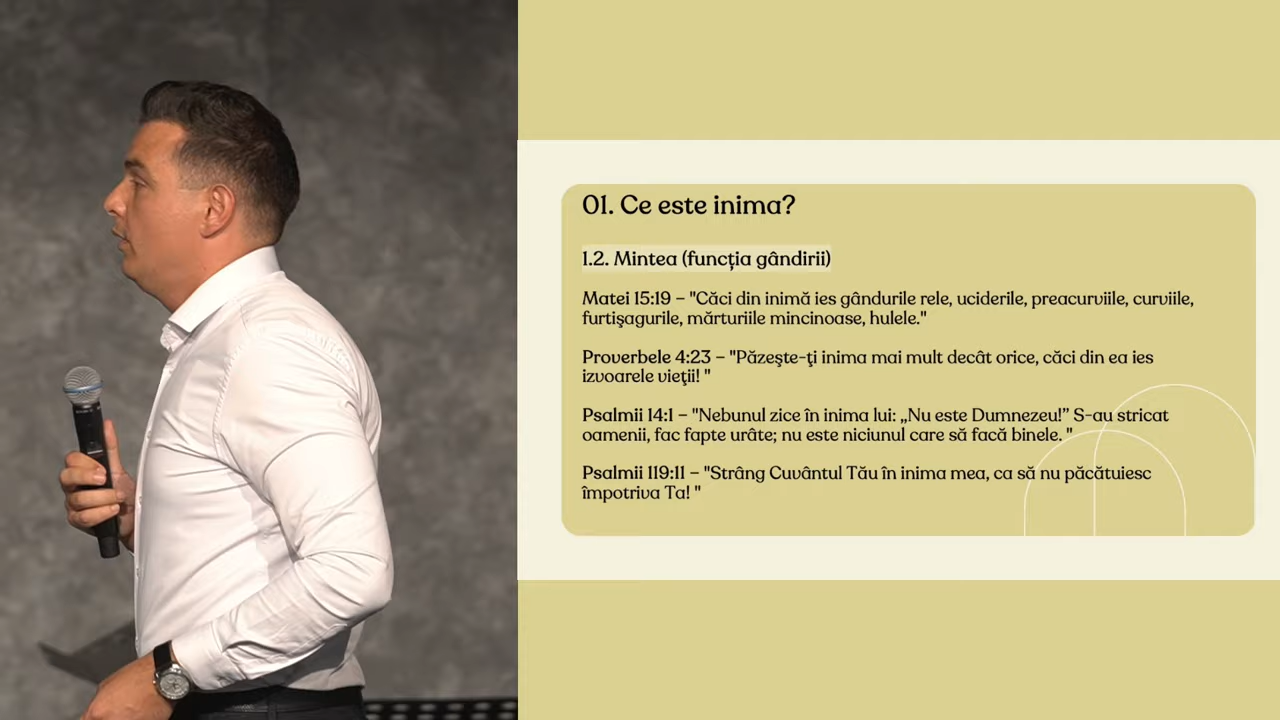 01. Ce este inima?
1.2. Mintea (funcția gândirii)
Matei 15:19 – "Căci din inimă ies gândurile rele, uciderile, preacurviile, curviile,
furtişagurile, mărturiile mincinoase, hulele."
Proverbele 4:23 – "Păzeşte-ţi inima mai mult decât orice, căci din ea ies
izvoarele vieţii! "
Psalmii 14:1 – "Nebunul zice în inima lui: „Nu este Dumnezeu!” S-au stricat
oamenii, fac fapte urâte; nu este niciunul care să facă binele. "
Psalmii 119:11 – "Strâng Cuvântul Tău în inima mea, ca să nu păcătuiesc
împotriva Ta! "